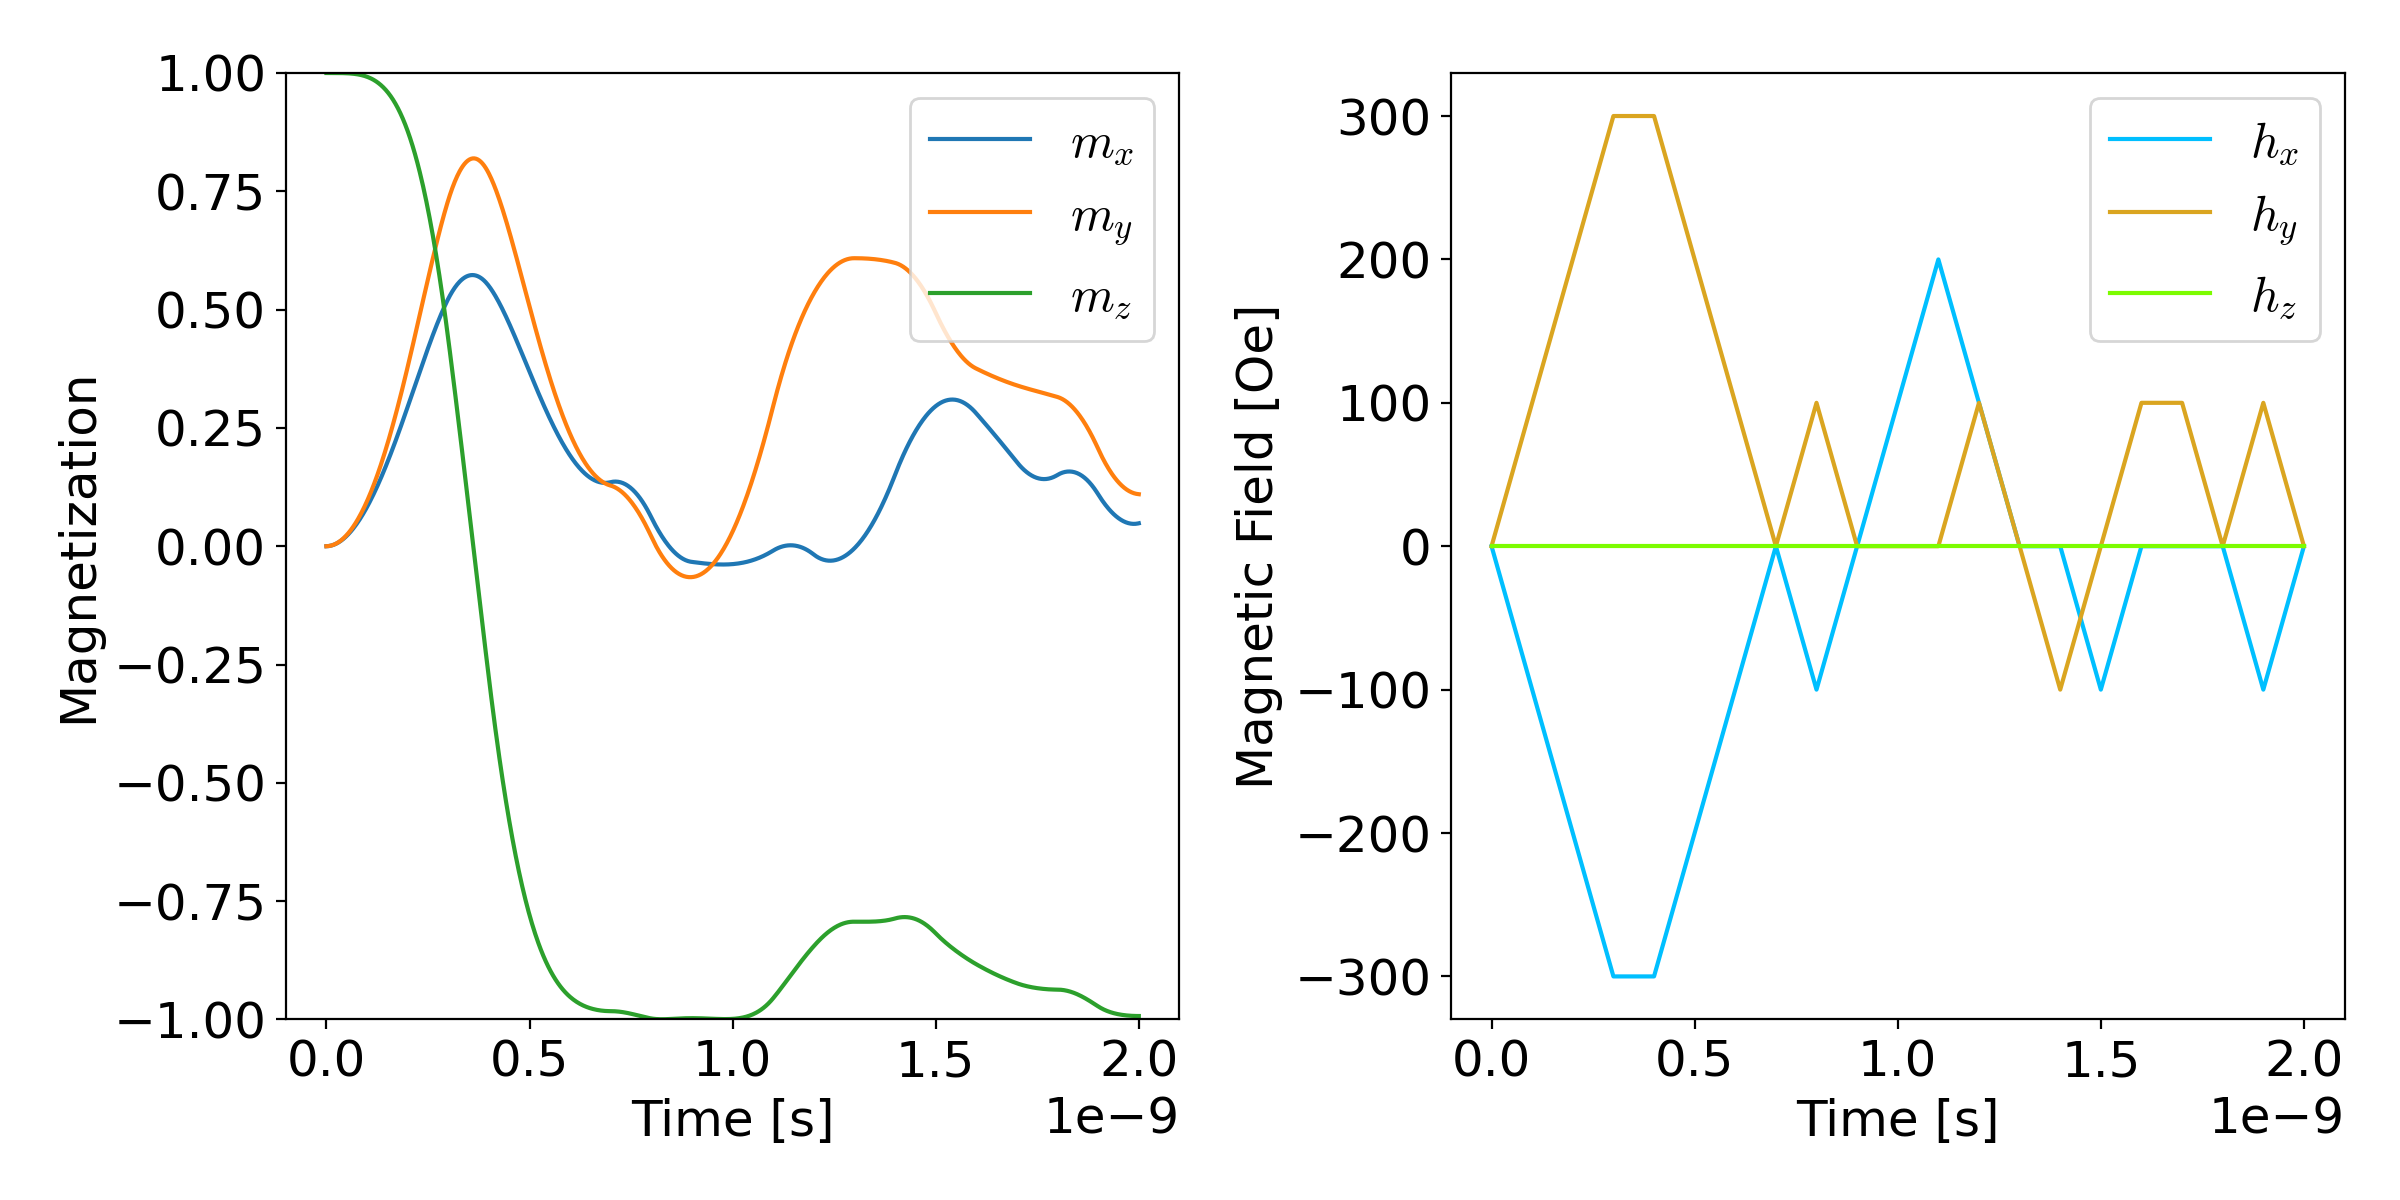 Magnetization
1.00
0.75
0.50
0.25
0.00
−0.25
−0.50
−0.75
−1.00
0.0 0.5 1.0 1.5 2.0
Time [s]
1e−9
m_x
m_y
m_z
Magnetic Field [Oe]
300
200
100
0
−100
−200
−300
0.0 0.5 1.0 1.5 2.0
Time [s]
1e−9
h_x
h_y
h_z